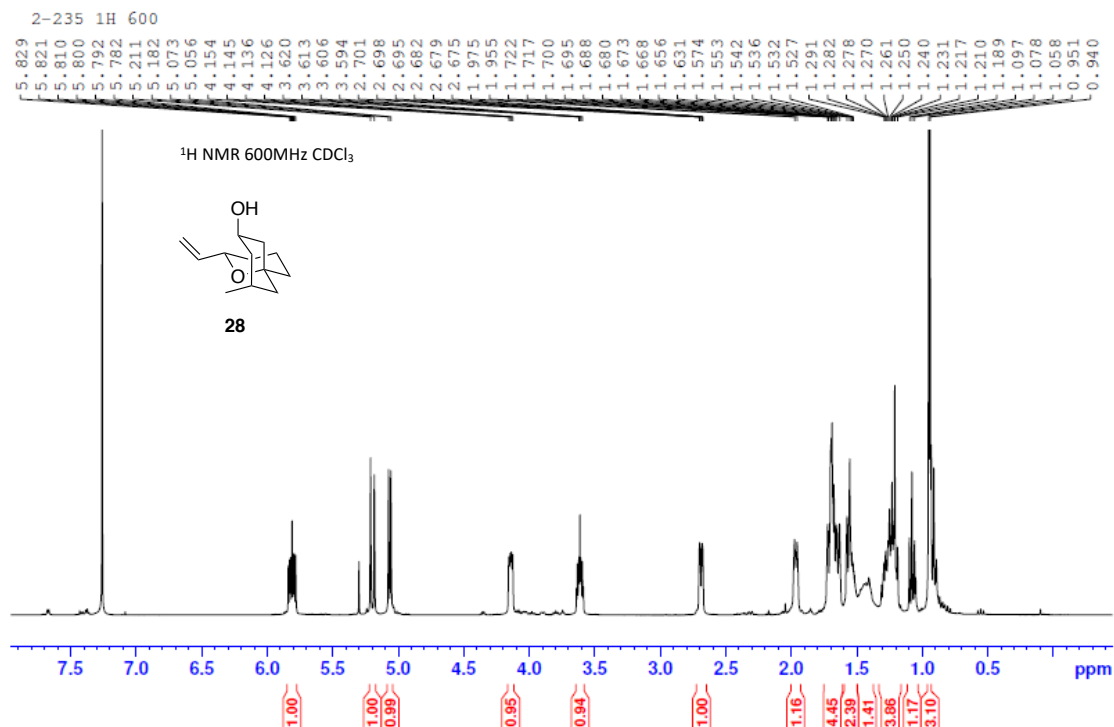 2-235 1H 600
5.829 5.821 5.810 5.800 5.792 5.782 5.211 5.182 5.073 5.056 4.154 4.145 4.136 4.126 3.620 3.613 3.606 3.594 2.701 2.698 2.695 2.682 2.679 2.675 1.975 1.955 1.722 1.717 1.700 1.695 1.688 1.680 1.673 1.668 1.656 1.631 1.574 1.553 1.542 1.536 1.532 1.527 1.291 1.282 1.278 1.270 1.261 1.250 1.240 1.231 1.217 1.210 1.189 1.097 1.078 1.058 0.951 0.940
¹H NMR 600MHz CDCl₃
OH
O
28
7.5 7.0 6.5 6.0 5.5 5.0 4.5 4.0 3.5 3.0 2.5 2.0 1.5 1.0 0.5 ppm
1.00 1.00 0.99 0.95 0.94 1.00 1.16 4.45 2.39 1.41 3.86 1.17 3.10